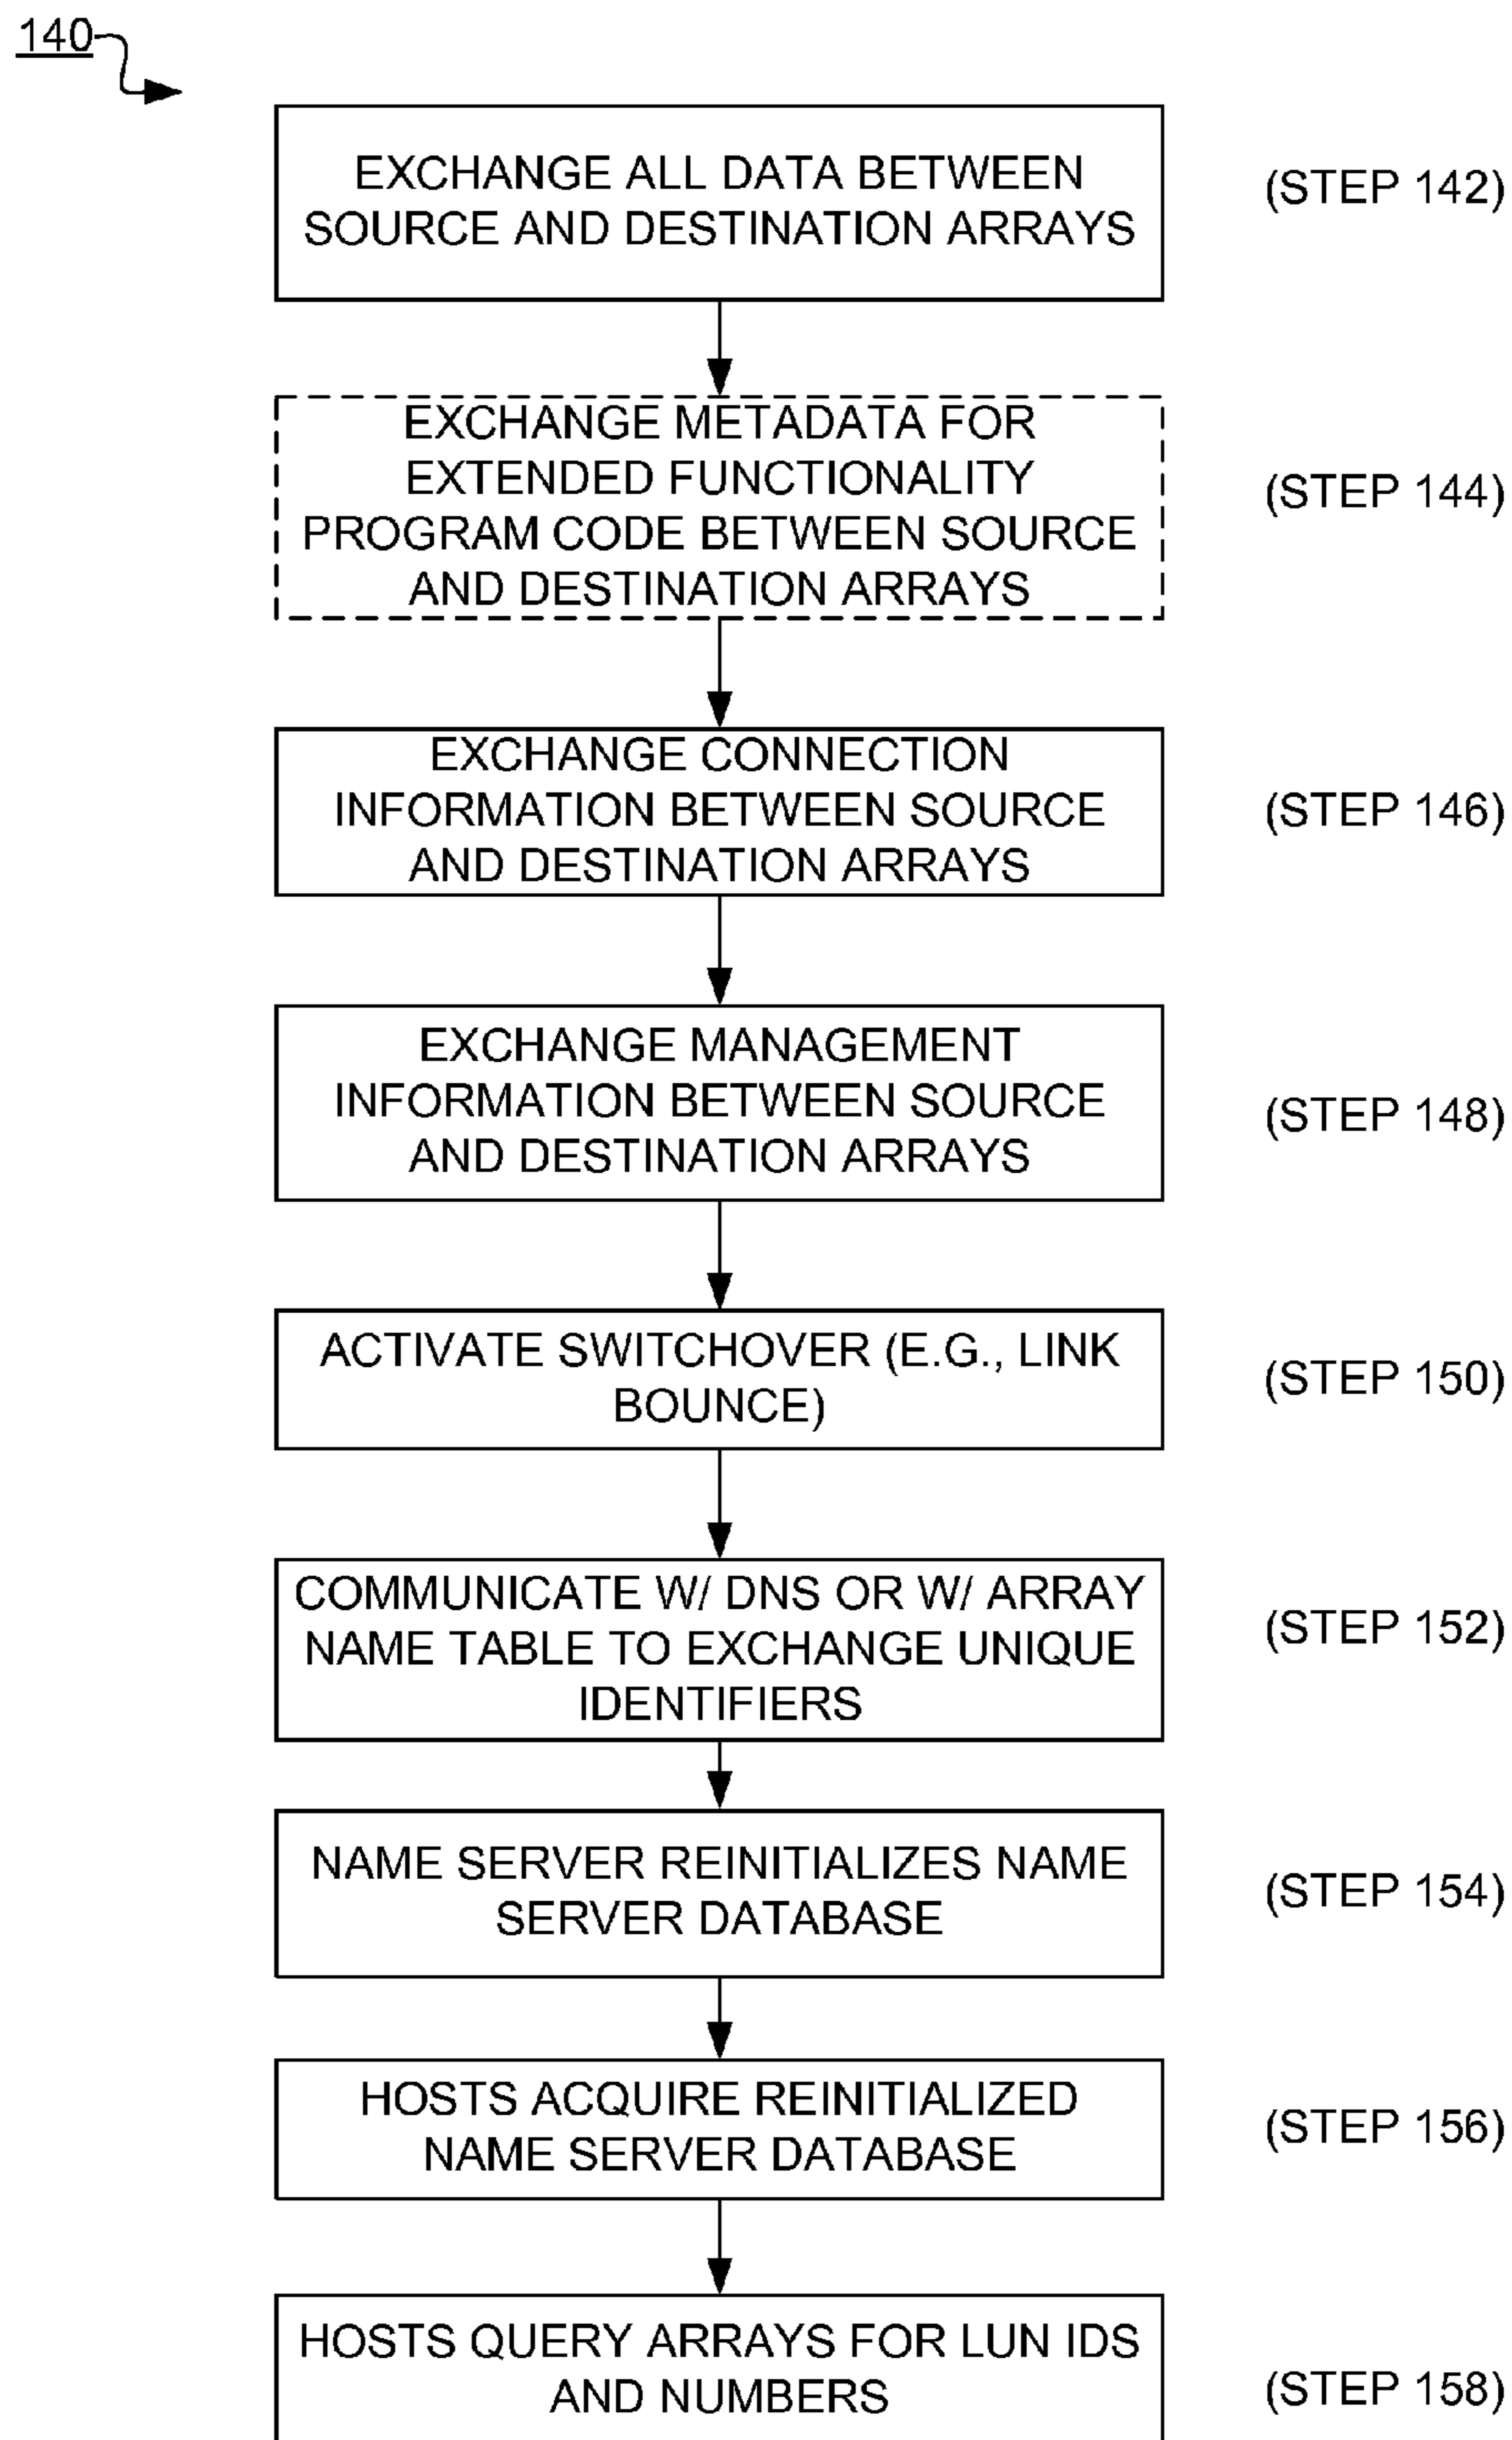 140
EXCHANGE ALL DATA BETWEEN
SOURCE AND DESTINATION ARRAYS
(STEP 142)
EXCHANGE METADATA FOR
EXTENDED FUNCTIONALITY
PROGRAM CODE BETWEEN SOURCE
AND DESTINATION ARRAYS
(STEP 144)
EXCHANGE CONNECTION
INFORMATION BETWEEN SOURCE
AND DESTINATION ARRAYS
(STEP 146)
EXCHANGE MANAGEMENT
INFORMATION BETWEEN SOURCE
AND DESTINATION ARRAYS
(STEP 148)
ACTIVATE SWITCHOVER (E.G., LINK
BOUNCE)
(STEP 150)
COMMUNICATE W/ DNS OR W/ ARRAY
NAME TABLE TO EXCHANGE UNIQUE
IDENTIFIERS
(STEP 152)
NAME SERVER REINITIALIZES NAME
SERVER DATABASE
(STEP 154)
HOSTS ACQUIRE REINITIALIZED
NAME SERVER DATABASE
(STEP 156)
HOSTS QUERY ARRAYS FOR LUN IDS
AND NUMBERS
(STEP 158)